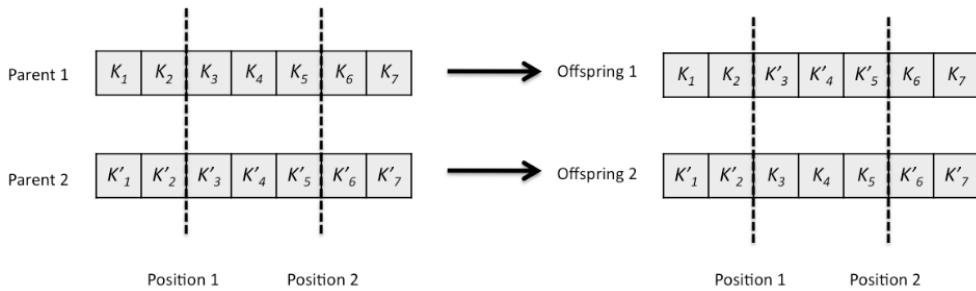 Parent 1 K₁ K₂ K₃ K₄ K₅ K₆ K₇ Offspring 1 K₁ K₂ K'₃ K'₄ K'₅ K₆ K₇
Parent 2 K'₁ K'₂ K'₃ K'₄ K'₅ K'₆ K'₇ Offspring 2 K'₁ K'₂ K₃ K₄ K₅ K'₆ K'₇
Position 1 Position 2 Position 1 Position 2